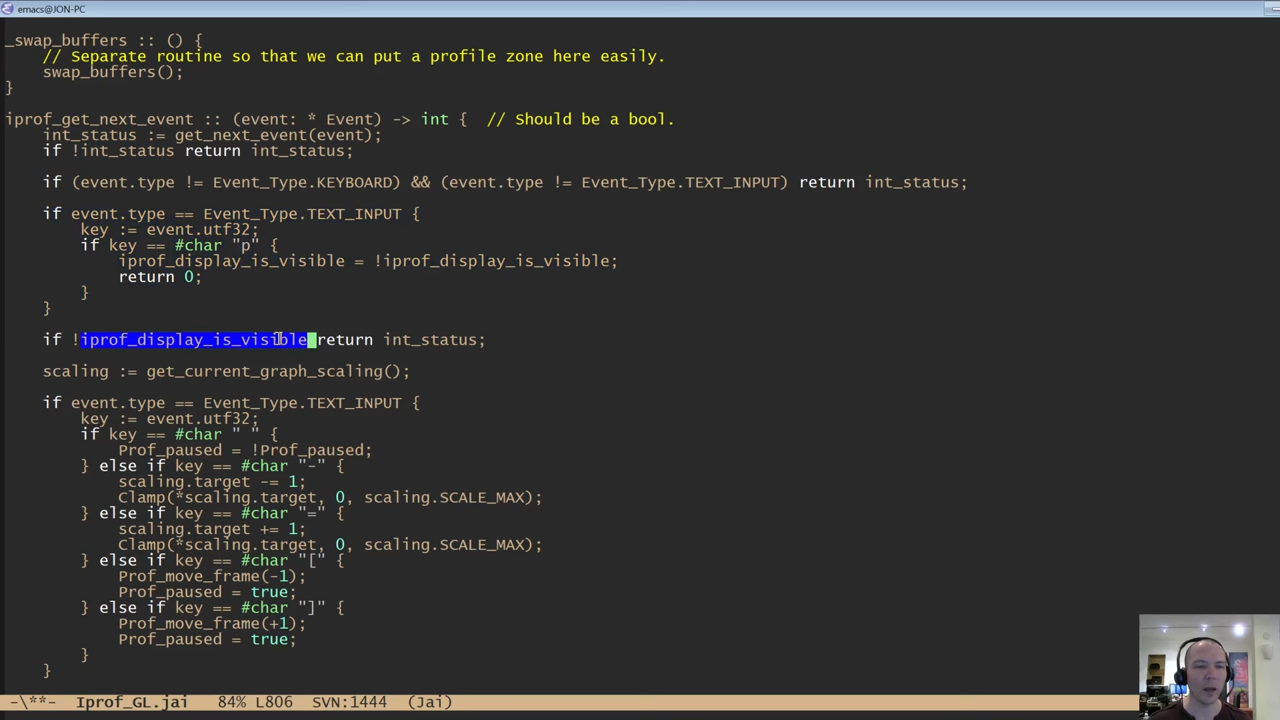 emacs@JON-PC
_swap_buffers :: () {
// Separate routine so that we can put a profile zone here easily.
swap_buffers();
}
iprof_get_next_event :: (event: * Event) -> int {  // Should be a bool.
int_status := get_next_event(event);
if !int_status return int_status;
if (event.type != Event_Type.KEYBOARD) && (event.type != Event_Type.TEXT_INPUT) return int_status;
if event.type == Event_Type.TEXT_INPUT {
key := event.utf32;
if key == #char "p" {
iprof_display_is_visible = !iprof_display_is_visible;
return 0;
}
}
if !iprof_display_is_visible return int_status;
scaling := get_current_graph_scaling();
if event.type == Event_Type.TEXT_INPUT {
key := event.utf32;
if key == #char " " {
Prof_paused = !Prof_paused;
} else if key == #char "-" {
scaling.target -= 1;
Clamp(*scaling.target, 0, scaling.SCALE_MAX);
} else if key == #char "=" {
scaling.target += 1;
Clamp(*scaling.target, 0, scaling.SCALE_MAX);
} else if key == #char "[" {
Prof_move_frame(-1);
Prof_paused = true;
} else if key == #char "]" {
Prof_move_frame(+1);
Prof_paused = true;
}
}
-\**-  Iprof_GL.jai   84% L806  SVN:1444  (Jai)